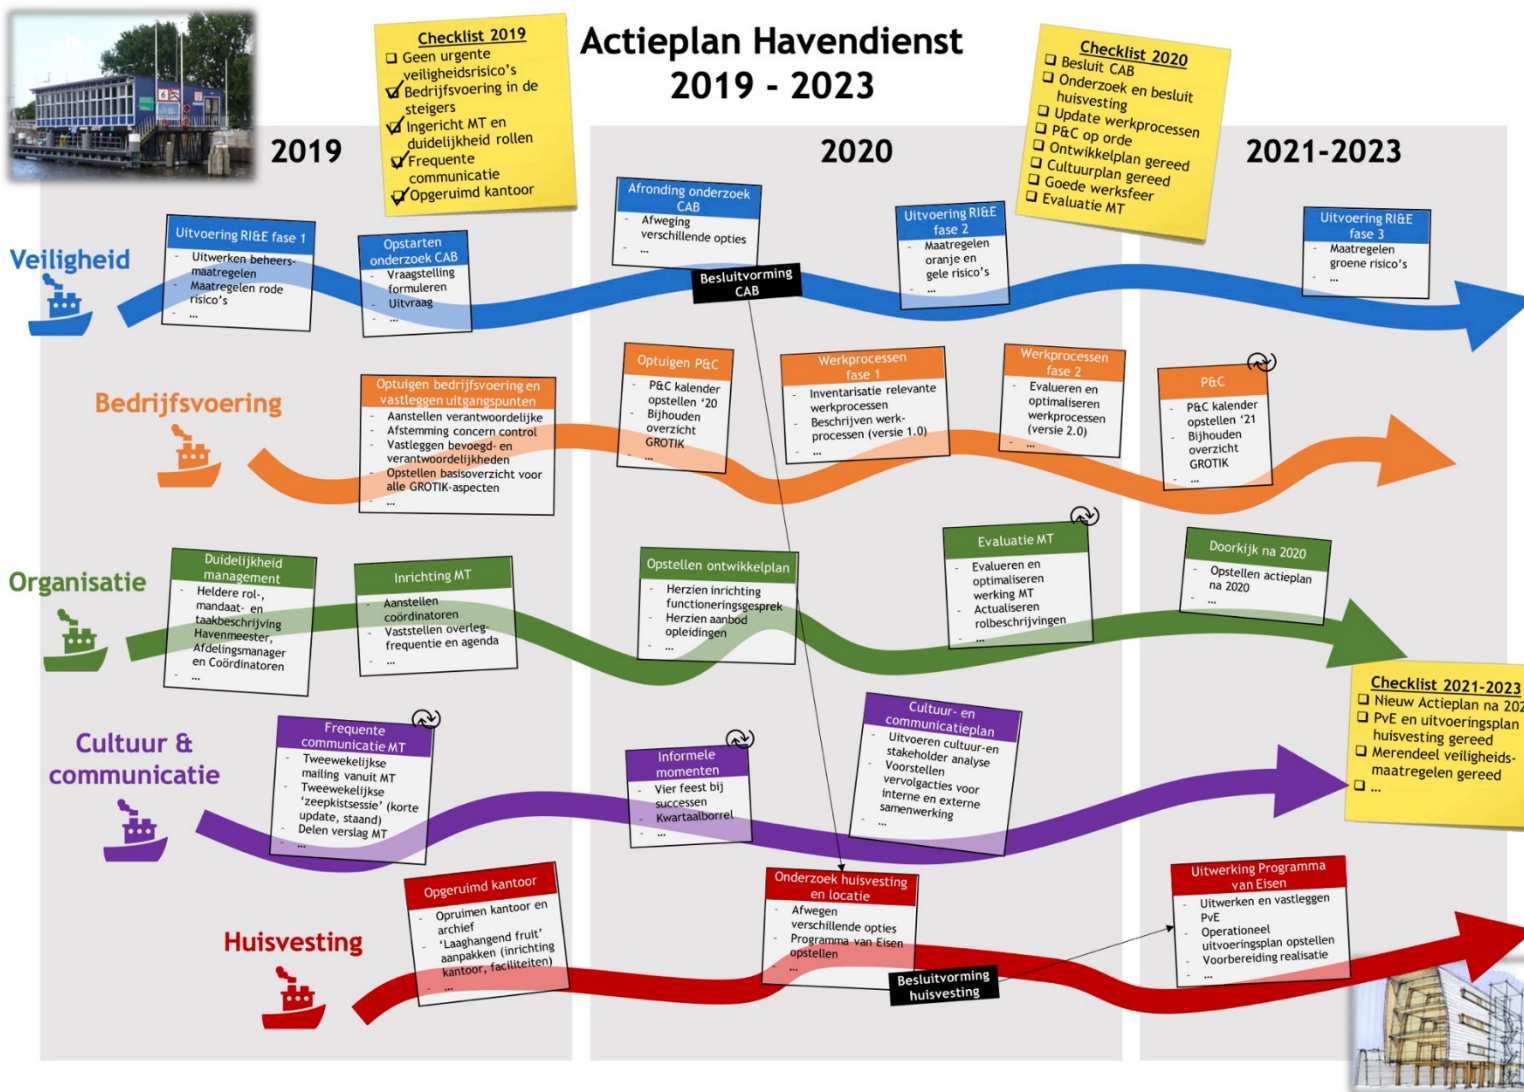 Actieplan Havendienst
2019 - 2023
Checklist 2019
Geen urgente
veiligheidsrisico's
Bedrijfsvoering in de
steigers
Ingericht MT en
duidelijkheid rollen
Frequente
communicatie
Opgeruimd kantoor
Checklist 2020
Besluit CAB
Onderzoek en besluit
huisvesting
Update werkprocessen
P&C op orde
Ontwikkelplan gereed
Cultuurplan gereed
Goede werksfeer
Evaluatie MT
2019
2020
2021-2023
Veiligheid
Uitvoering RI&E fase 1
- Uitwerken beheers-
maatregelen
- Maatregelen rode
risico's
- ...
Opstarten
onderzoek CAB
- Vraagstelling
formuleren
- Uitvraag
- ...
Afronding onderzoek
CAB
- Afweging
verschillende opties
- ...
Besluitvorming
CAB
Uitvoering RI&E
fase 2
- Maatregelen
oranje en
gele risico's
- ...
Uitvoering RI&E
fase 3
- Maatregelen
groene risico's
- ...
Bedrijfsvoering
Optuigen bedrijfsvoering en
vastleggen uitgangspunten
- Aanstellen verantwoordelijke
- Afstemming concern control
- Vastleggen bevoegd- en
verantwoordelijkheden
- Opstellen basisoverzicht voor
alle GROTIK-aspecten
- ...
Optuigen P&C
- P&C kalender
opstellen '20
- Bijhouden
overzicht
GROTIK
- ...
Werkprocessen
fase 1
- Inventarisatie relevante
werkprocessen
- Beschrijven werk-
processen (versie 1.0)
- ...
Werkprocessen
fase 2
- Evalueren en
optimaliseren
werkprocessen
(versie 2.0)
- ...
P&C
- P&C kalender
opstellen '21
- Bijhouden
overzicht
GROTIK
- ...
Organisatie
Duidelijkheid
management
- Heldere rol-,
mandaat- en
taakbeschrijving
Havenmeester,
Afdelingsmanager
en Coördinatoren
- ...
Inrichting MT
- Aanstellen
coördinatoren
- Vaststellen overleg-
frequentie en agenda
- ...
Opstellen ontwikkelplan
- Herzien inrichting
functioneringsgesprek
- Herzien aanbod
opleidingen
- ...
Evaluatie MT
- Evalueren en
optimaliseren
werking MT
- Actualiseren
rolbeschrijvingen
- ...
Doorkijk na 2020
- Opstellen actieplan
na 2020
- ...
Checklist 2021-2023
Nieuw Actieplan na
PvE en uitvoeringsplan
huisvesting gereed
Merendeel veiligheids-
maatregelen gereed
...
Cultuur &
communicatie
Frequente
communicatie MT
- Tweewekelijkse
mailing vanuit MT
- Tweewekelijkse
'zeepkistsessie' (korte
update, staand)
- Delen verslag MT
- ...
Informele
momenten
- Vier feest bij
successen
- Kwartaalborrel
- ...
Cultuur- en
communicatieplan
- Uitvoeren cultuur-en
stakeholder analyse
- Voorstellen
vervolgacties voor
interne en externe
samenwerking
- ...
Huisvesting
Opgeruimd kantoor
- Opruimen kantoor en
archief
- 'Laaghangend fruit'
aanpakken (inrichting
kantoor, faciliteiten)
- ...
Onderzoek huisvesting
en locatie
- Afwegen
verschillende opties
- Programma van Eisen
opstellen
- ...
Besluitvorming
huisvesting
Uitwerking Programma
van Eisen
- Uitwerken en vastleggen
PvE
- Operationeel
uitvoeringsplan opstellen
- Voorbereiding realisatie
- ...